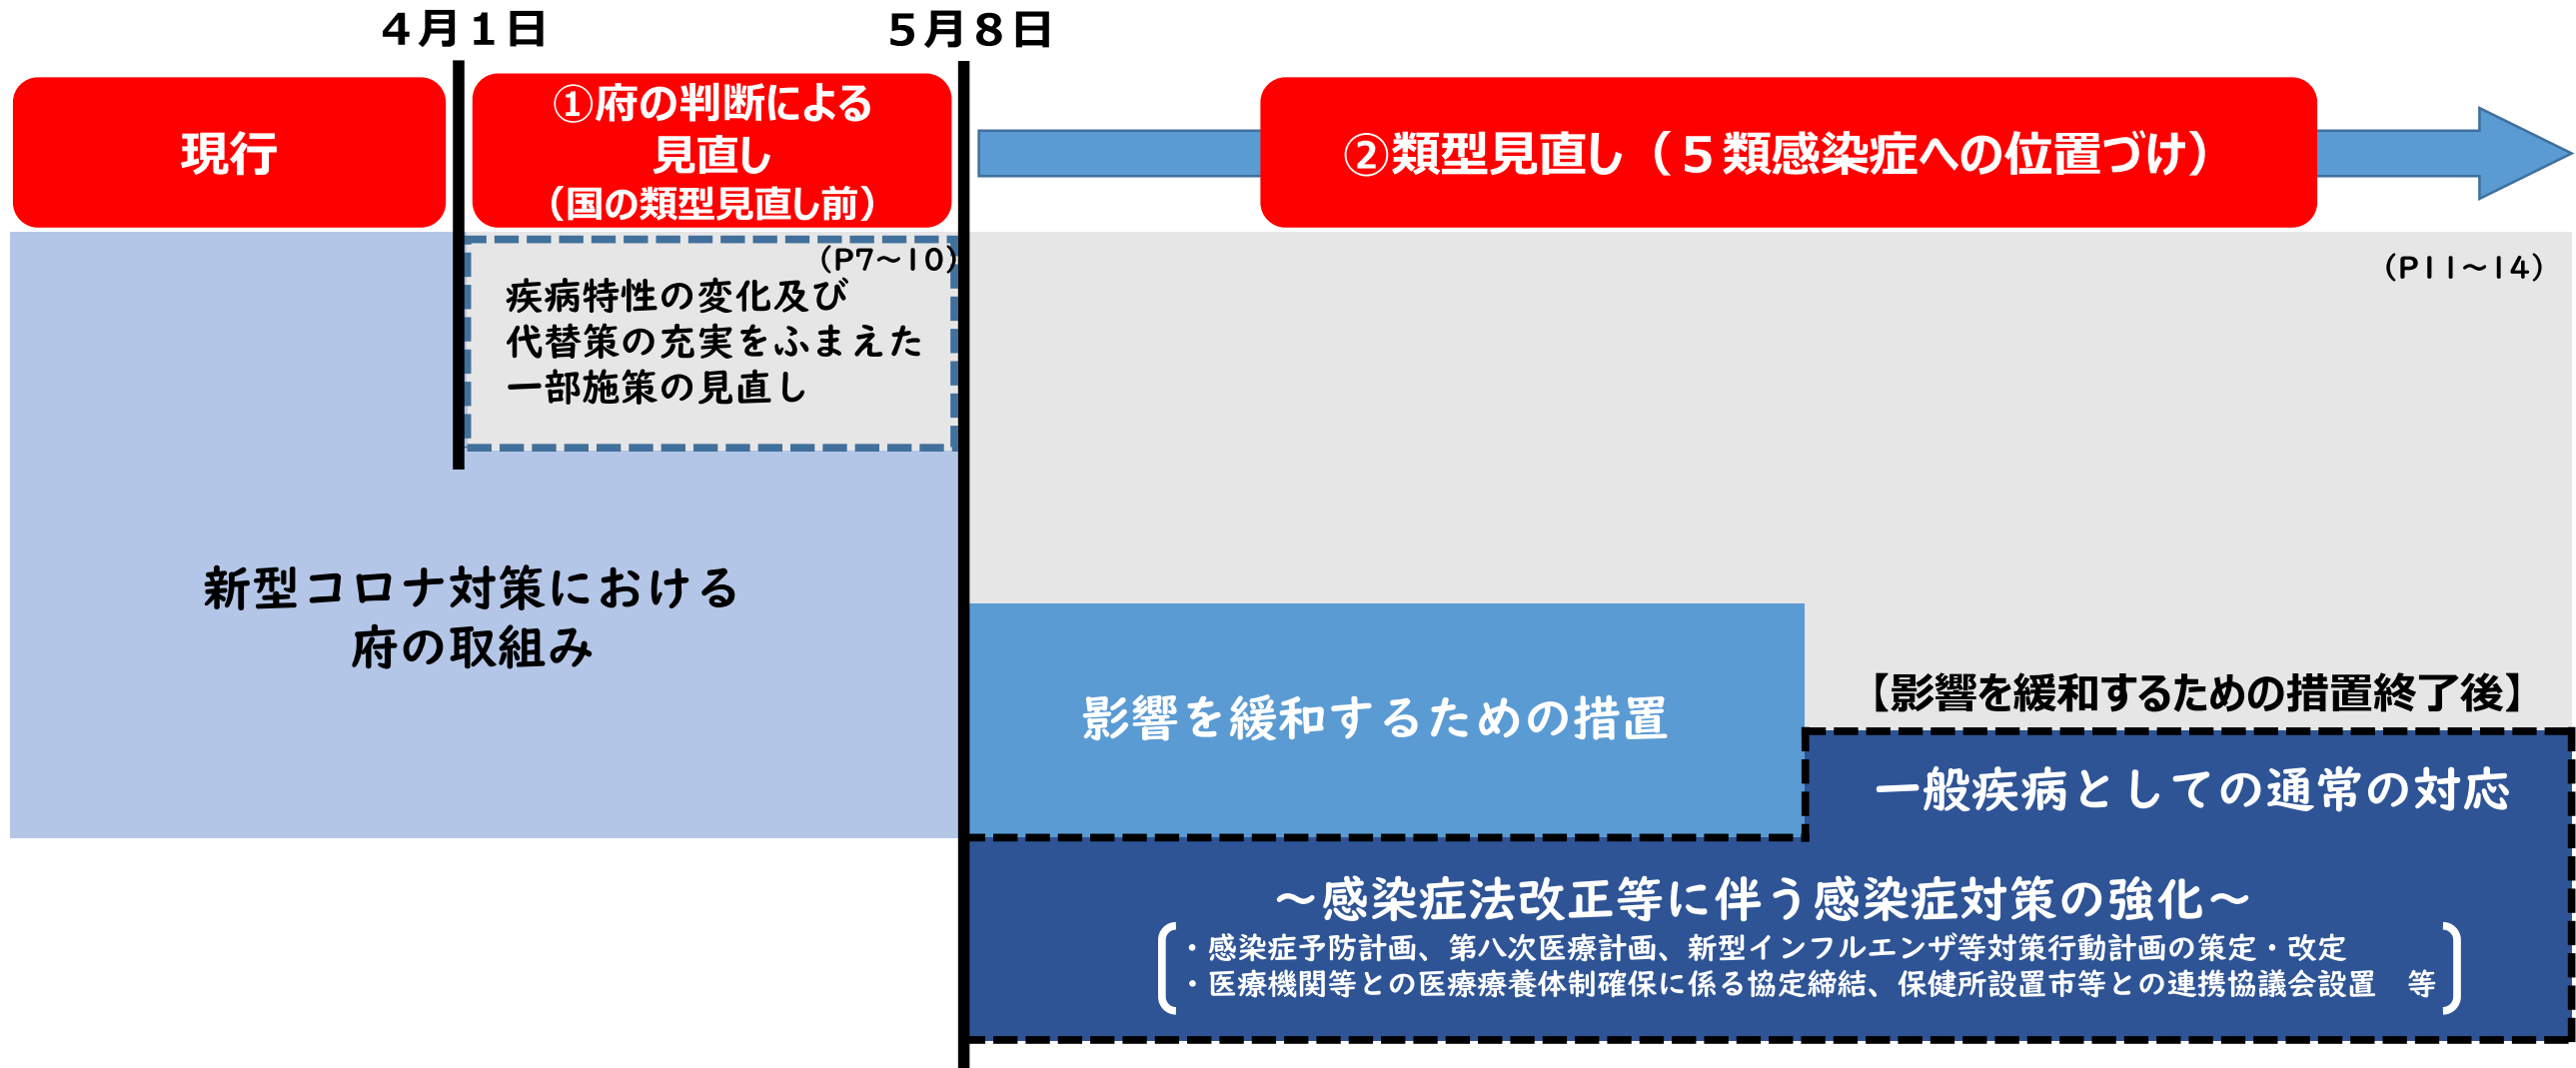 ４月１日
５月８日
現行
①府の判断による
見直し
（国の類型見直し前）
②類型見直し（５類感染症への位置づけ）
（P7～10）
疾病特性の変化及び
代替策の充実をふまえた
一部施策の見直し
（P11～14）
新型コロナ対策における
府の取組み
影響を緩和するための措置
【影響を緩和するための措置終了後】
一般疾病としての通常の対応
～感染症法改正等に伴う感染症対策の強化～
・感染症予防計画、第八次医療計画、新型インフルエンザ等対策行動計画の策定・改定
・医療機関等との医療療養体制確保に係る協定締結、保健所設置市等との連携協議会設置　等